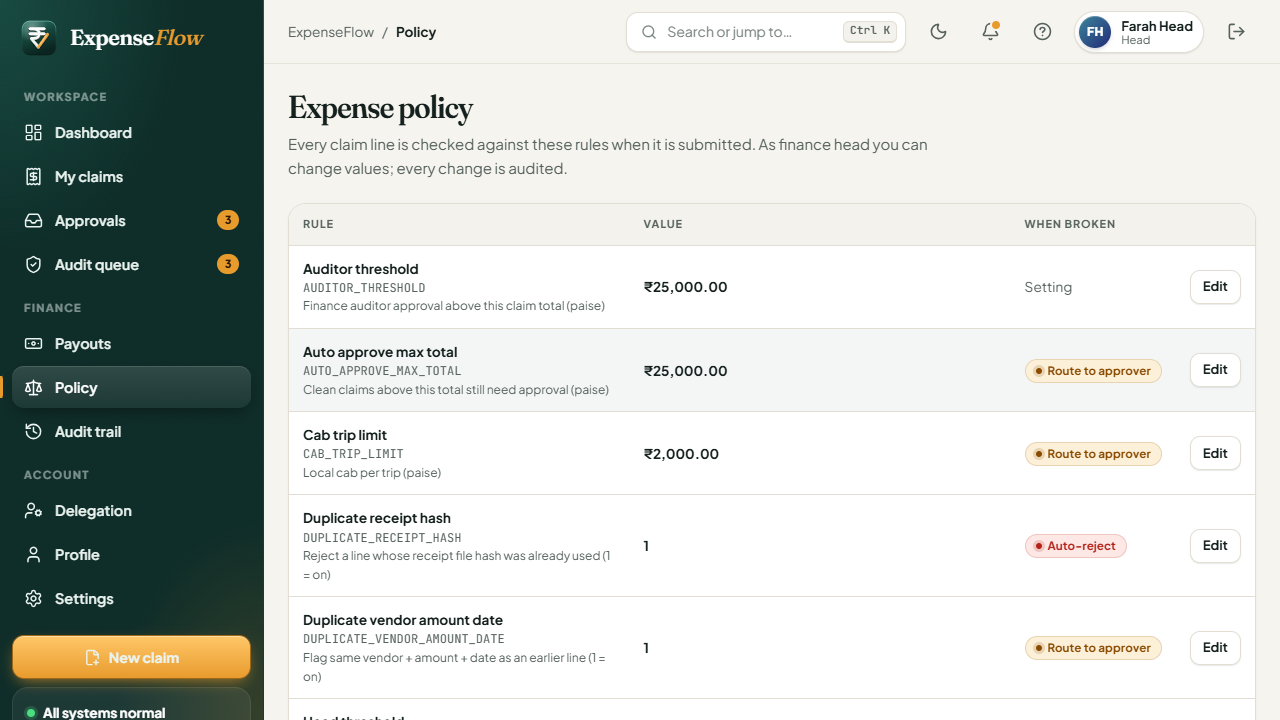 ExpenseFlow
WORKSPACE
Dashboard
My claims
Approvals 3
Audit queue 3
FINANCE
Payouts
Policy
Audit trail
ACCOUNT
Delegation
Profile
Settings
New claim
All systems normal
ExpenseFlow / Policy
Search or jump to… Ctrl K
FH Farah Head
Head
Expense policy
Every claim line is checked against these rules when it is submitted. As finance head you can
change values; every change is audited.
RULE VALUE WHEN BROKEN
Auditor threshold
AUDITOR_THRESHOLD
Finance auditor approval above this claim total (paise)
₹25,000.00
Setting
Edit
Auto approve max total
AUTO_APPROVE_MAX_TOTAL
Clean claims above this total still need approval (paise)
₹25,000.00
Route to approver
Edit
Cab trip limit
CAB_TRIP_LIMIT
Local cab per trip (paise)
₹2,000.00
Route to approver
Edit
Duplicate receipt hash
DUPLICATE_RECEIPT_HASH
Reject a line whose receipt file hash was already used (1
= on)
1
Auto-reject
Edit
Duplicate vendor amount date
DUPLICATE_VENDOR_AMOUNT_DATE
Flag same vendor + amount + date as an earlier line (1 =
on)
1
Route to approver
Edit